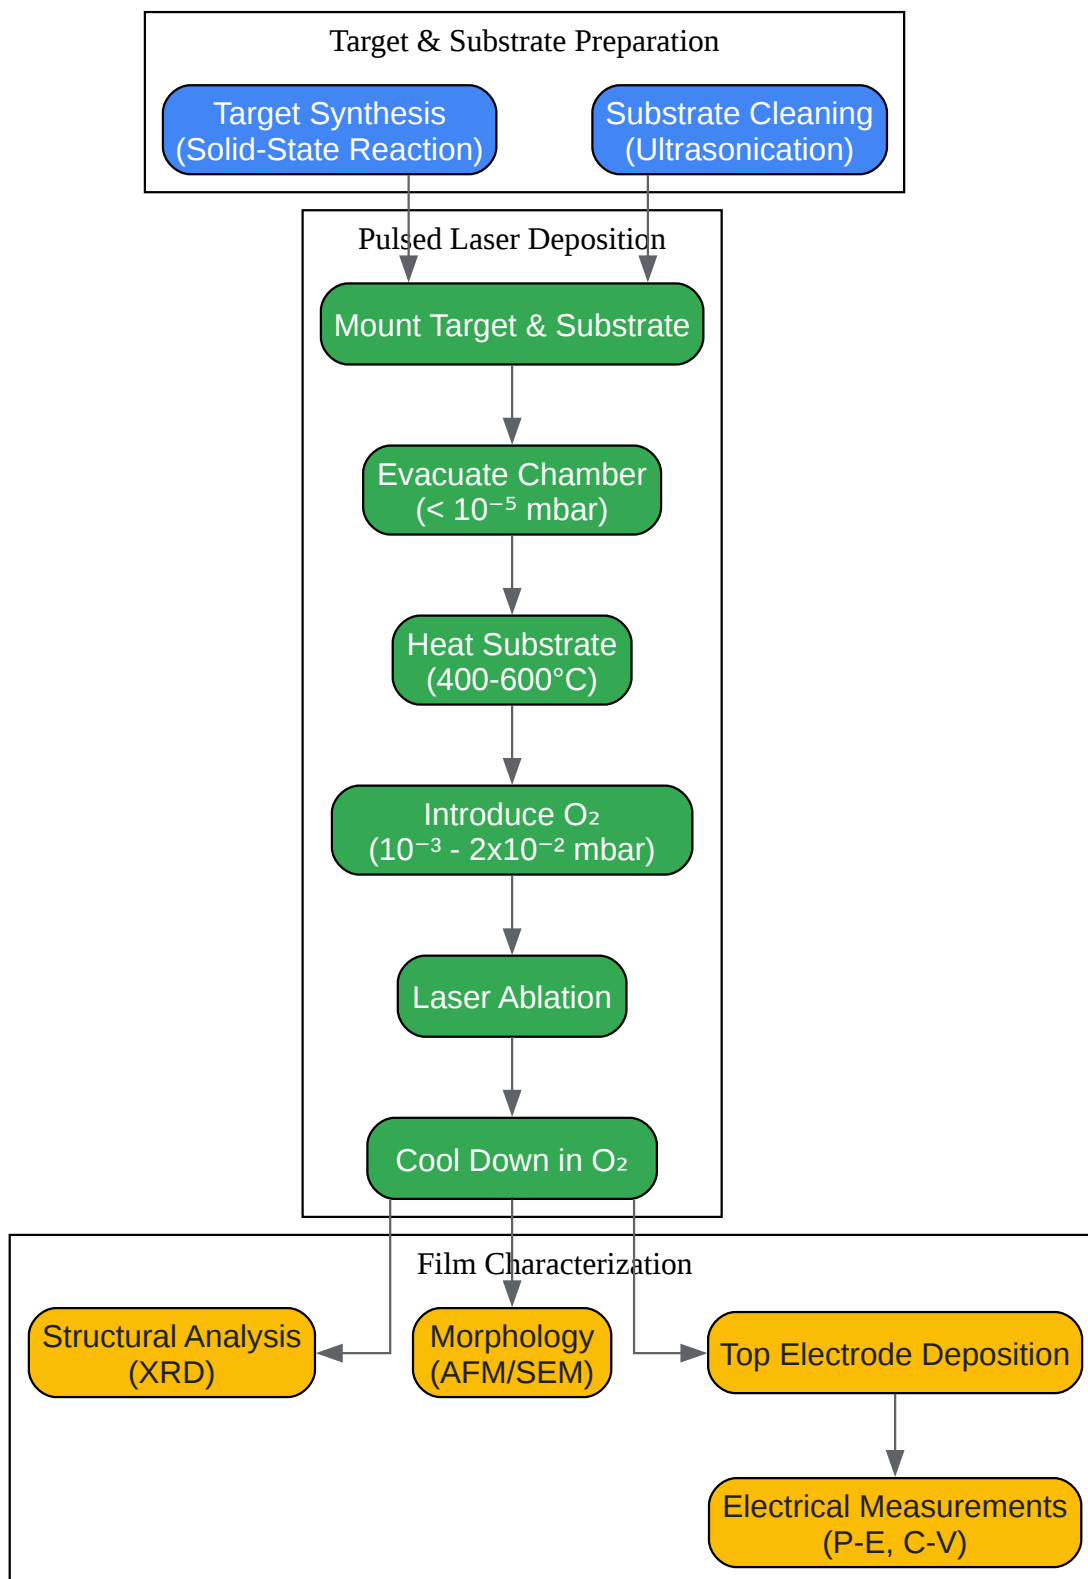 Target & Substrate Preparation
Target Synthesis
(Solid-State Reaction)
Substrate Cleaning
(Ultrasonication)
Pulsed Laser Deposition
Mount Target & Substrate
Evacuate Chamber
(< 10⁻⁵ mbar)
Heat Substrate
(400-600°C)
Introduce O₂
(10⁻³ - 2x10⁻² mbar)
Laser Ablation
Cool Down in O₂
Film Characterization
Structural Analysis
(XRD)
Morphology
(AFM/SEM)
Top Electrode Deposition
Electrical Measurements
(P-E, C-V)